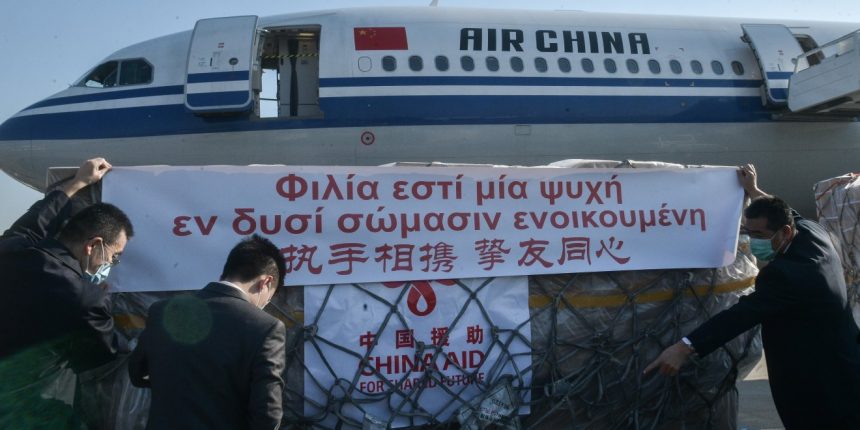 AIR CHINA
Φιλία εστί μία ψυχή
εν δυσί σώμασιν ενοικουμένη
执手相携 挚友同心
中国援助
CHINA AID
FOR SHARED FUTURE